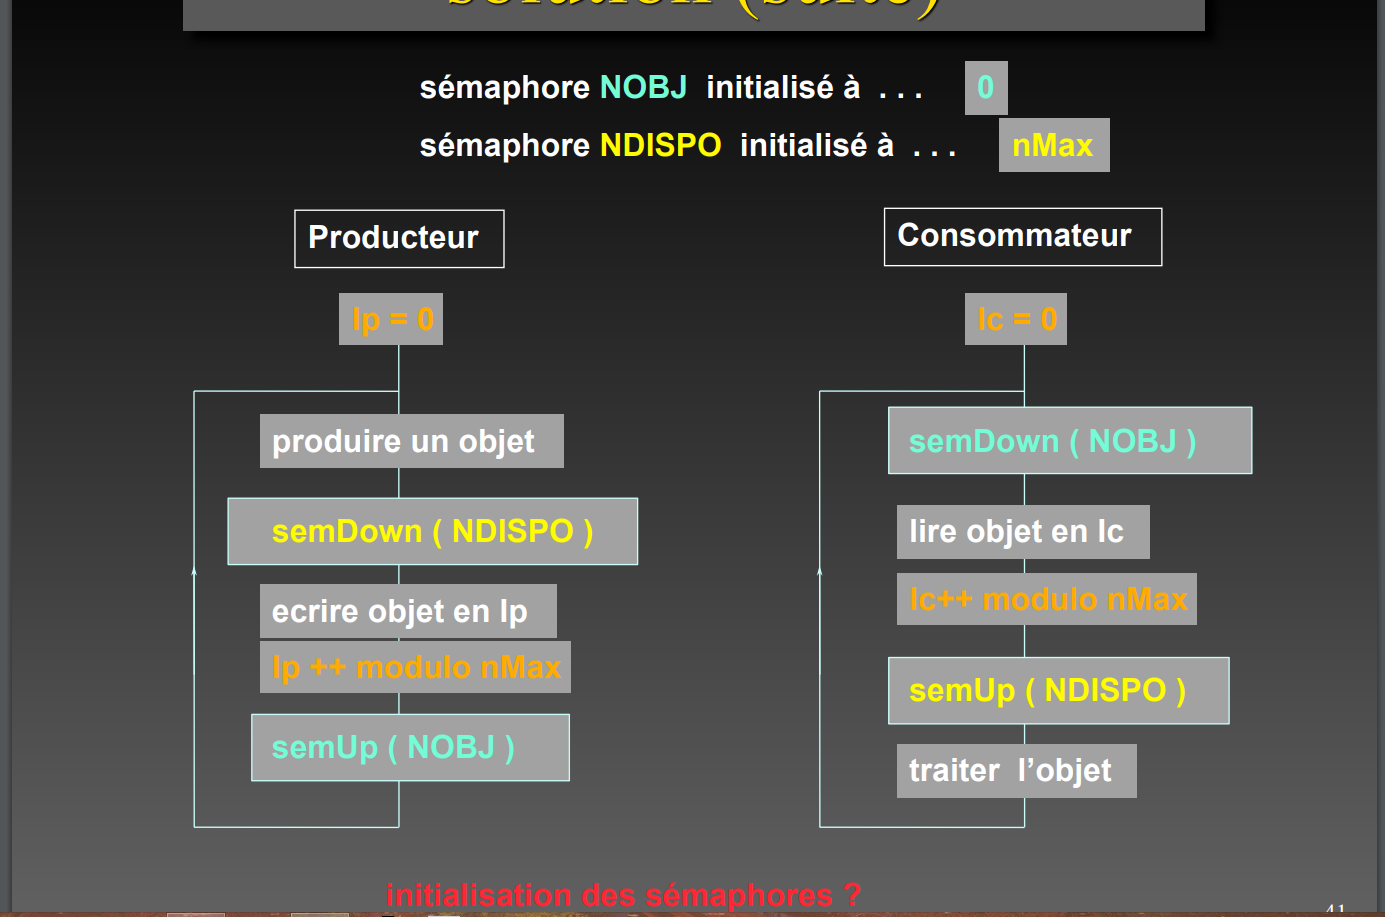 solution (suite)
sémaphore NOBJ initialisé à . . . 0
sémaphore NDISPO initialisé à . . . nMax
Producteur
Consommateur
Ip = 0
Ic = 0
produire un objet
semDown ( NDISPO )
ecrire objet en Ip
Ip ++ modulo nMax
semUp ( NOBJ )
semDown ( NOBJ )
lire objet en Ic
Ic++ modulo nMax
semUp ( NDISPO )
traiter l’objet
initialisation des sémaphores ?
41